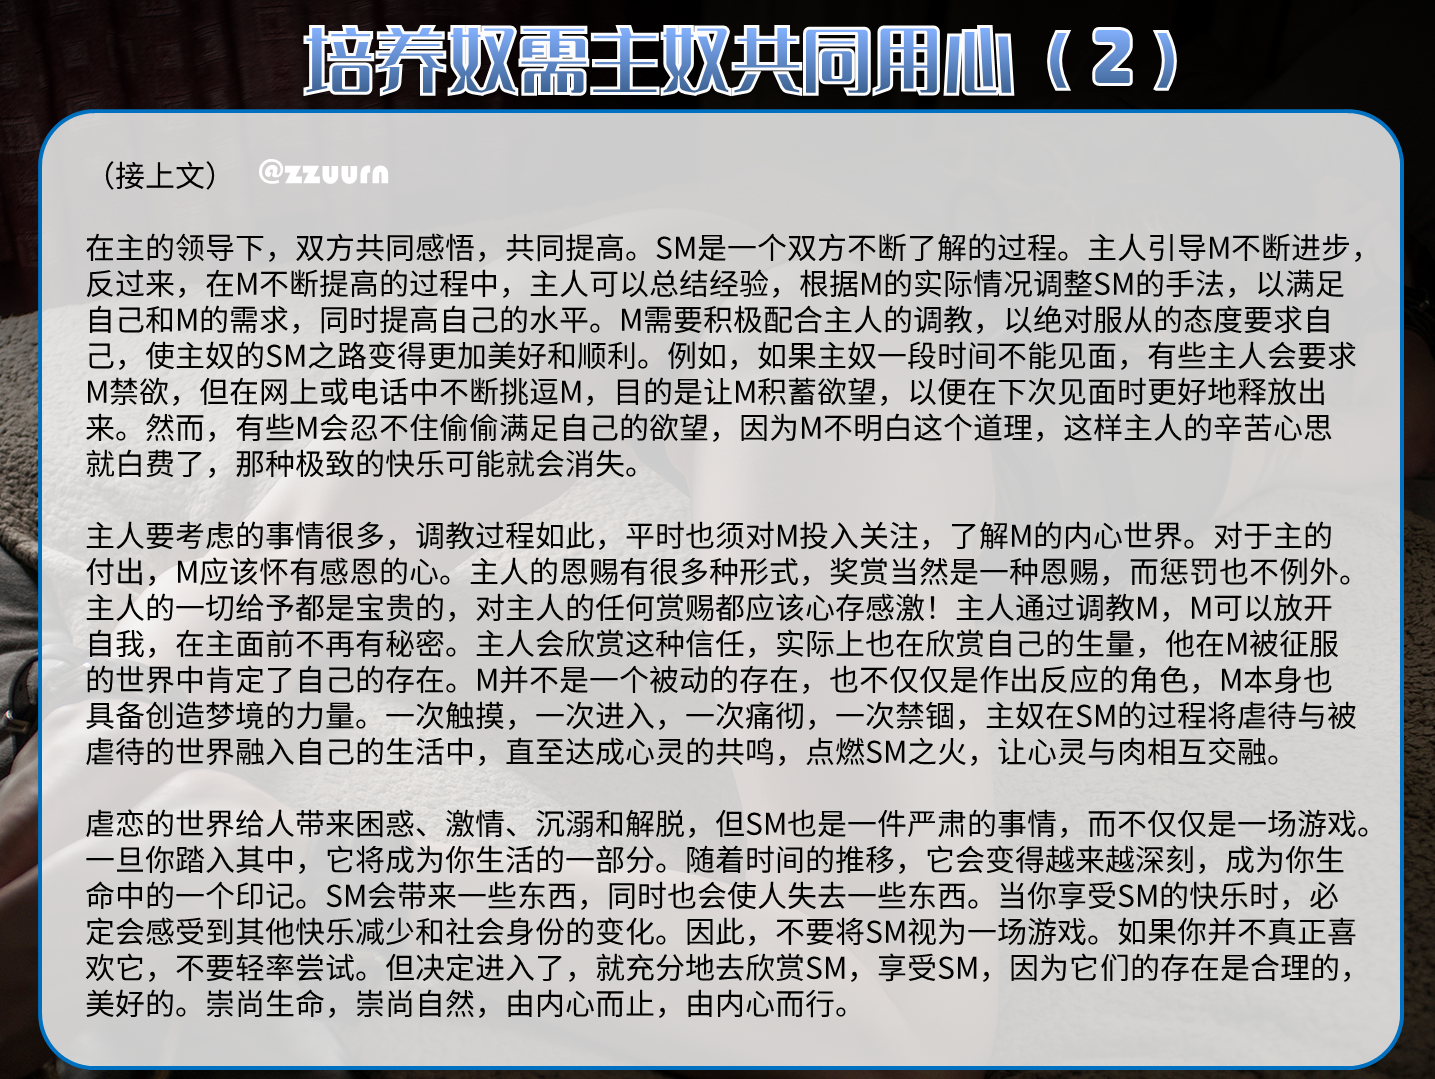 培养奴需主奴共同用心（2）
（接上文） @zzuurn
在主的领导下，双方共同感悟，共同提高。SM是一个双方不断了解的过程。主人引导M不断进步，
反过来，在M不断提高的过程中，主人可以总结经验，根据M的实际情况调整SM的手法，以满足
自己和M的需求，同时提高自己的水平。M需要积极配合主人的调教，以绝对服从的态度要求自
己，使主奴的SM之路变得更加美好和顺利。例如，如果主奴一段时间不能见面，有些主人会要求
M禁欲，但在网上或电话中不断挑逗M，目的是让M积蓄欲望，以便在下次见面时更好地释放出
来。然而，有些M会忍不住偷偷满足自己的欲望，因为M不明白这个道理，这样主人的辛苦心思
就白费了，那种极致的快乐可能就会消失。
主人要考虑的事情很多，调教过程如此，平时也须对M投入关注，了解M的内心世界。对于主的
付出，M应该怀有感恩的心。主人的恩赐有很多种形式，奖赏当然是一种恩赐，而惩罚也不例外。
主人的一切给予都是宝贵的，对主人的任何赏赐都应该心存感激！主人通过调教M，M可以放开
自我，在主面前不再有秘密。主人会欣赏这种信任，实际上也在欣赏自己的生量，他在M被征服
的世界中肯定了自己的存在。M并不是一个被动的存在，也不仅仅是作出反应的角色，M本身也
具备创造梦境的力量。一次触摸，一次进入，一次痛彻，一次禁锢，主奴在SM的过程将虐待与被
虐待的世界融入自己的生活中，直至达成心灵的共鸣，点燃SM之火，让心灵与肉相互交融。
虐恋的世界给人带来困惑、激情、沉溺和解脱，但SM也是一件严肃的事情，而不仅仅是一场游戏。
一旦你踏入其中，它将成为你生活的一部分。随着时间的推移，它会变得越来越深刻，成为你生
命中的一个印记。SM会带来一些东西，同时也会使人失去一些东西。当你享受SM的快乐时，必
定会感受到其他快乐减少和社会身份的变化。因此，不要将SM视为一场游戏。如果你并不真正喜
欢它，不要轻率尝试。但决定进入了，就充分地去欣赏SM，享受SM，因为它们的存在是合理的，
美好的。崇尚生命，崇尚自然，由内心而止，由内心而行。